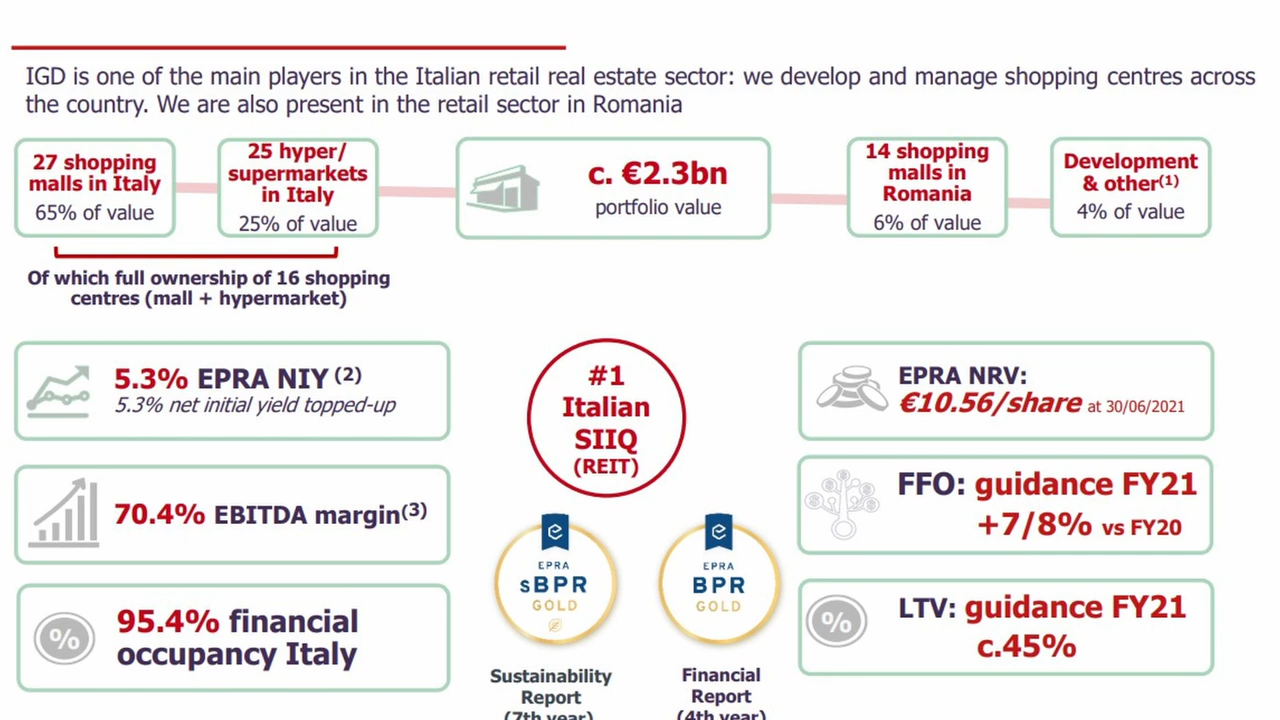 IGD is one of the main players in the Italian retail real estate sector: we develop and manage shopping centres across
the country. We are also present in the retail sector in Romania
27 shopping
malls in Italy
65% of value
25 hyper/
supermarkets
in Italy
25% of value
c. €2.3bn
portfolio value
14 shopping
malls in
Romania
6% of value
Development
& other(1)
4% of value
Of which full ownership of 16 shopping
centres (mall + hypermarket)
5.3% EPRA NIY (2)
5.3% net initial yield topped-up
70.4% EBITDA margin(3)
%
95.4% financial
occupancy Italy
#1
Italian
SIIQ
(REIT)
EPRA
sBPR
GOLD
Sustainability
Report
(7th year)
EPRA
BPR
GOLD
Financial
Report
(4th year)
EPRA NRV:
€10.56/share at 30/06/2021
FFO: guidance FY21
+7/8% vs FY20
%
LTV: guidance FY21
c.45%